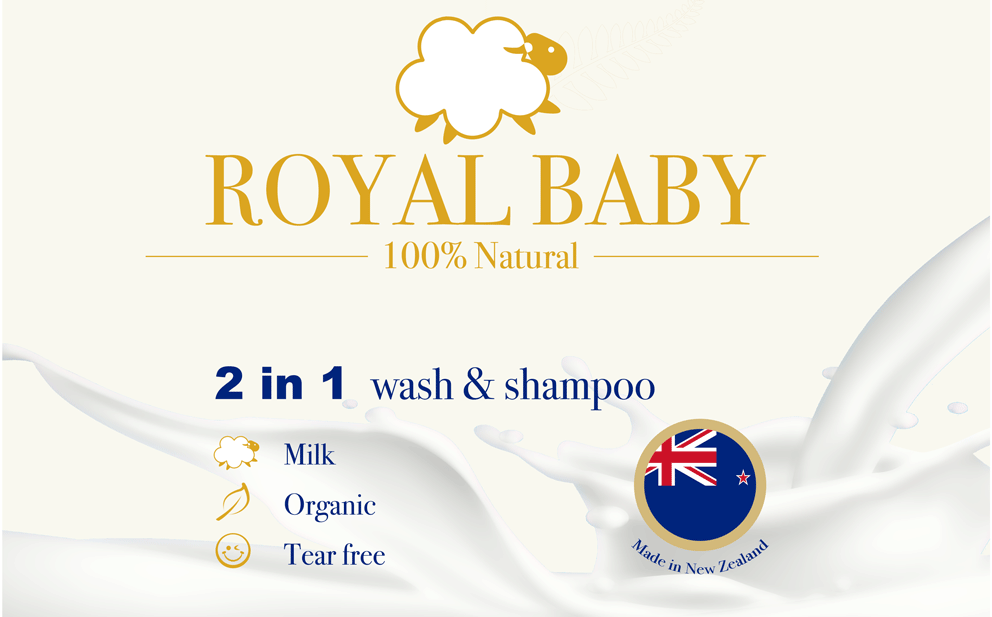 ROYAL BABY
100% Natural
2 in 1 wash & shampoo
Milk
Organic
Tear free
Made in New Zealand